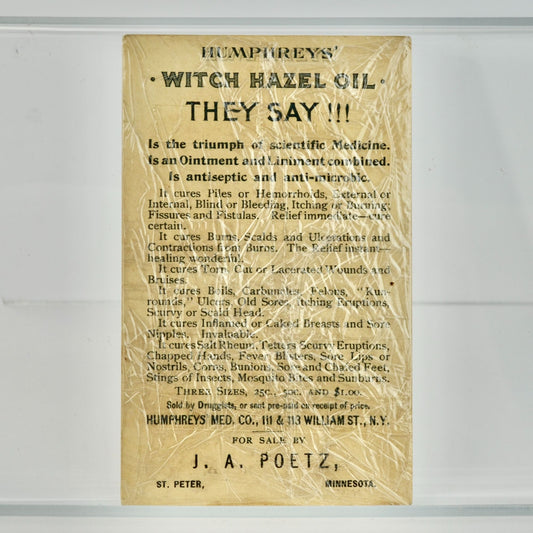 HUMPHREYS'
· WITCH HAZEL OIL ·
THEY SAY !!!
Is the triumph of scientific Medicine.
Is an Ointment and Liniment combined.
Is antiseptic and anti-microbic.
It cures Piles or Hemorrhoids, External or
Internal, Blind or Bleeding, Itching or Burning;
Fissures and Fistulas. Relief immediate—cure
certain.
It cures Burns, Scalds and Ulcerations and
Contractions from Burns. The Relief instant—
healing wonderful.
It cures Torn, Cut or Lacerated Wounds and
Bruises.
It cures Boils, Carbuncles, Felons, "Run-
rounds," Ulcers, Old Sores, Itching Eruptions,
Scurvy or Scald Head.
It cures Inflamed or Caked Breasts and Sore
Nipples. Invaluable.
It cures Salt Rheum, Tetters Scurvy Eruptions,
Chapped Hands, Fever Blisters, Sore Lips or
Nostrils, Corns, Bunions, Sore and Chafed Feet,
Stings of Insects, Mosquito Bites and Sunburns.
THREE SIZES, 25c., 50c. AND $1.00.
Sold by Druggists, or sent pre-paid on receipt of price.
HUMPHREYS' MED. CO., 111 & 113 WILLIAM ST., N.Y.
FOR SALE BY
J. A. POETZ,
ST. PETER, MINNESOTA.